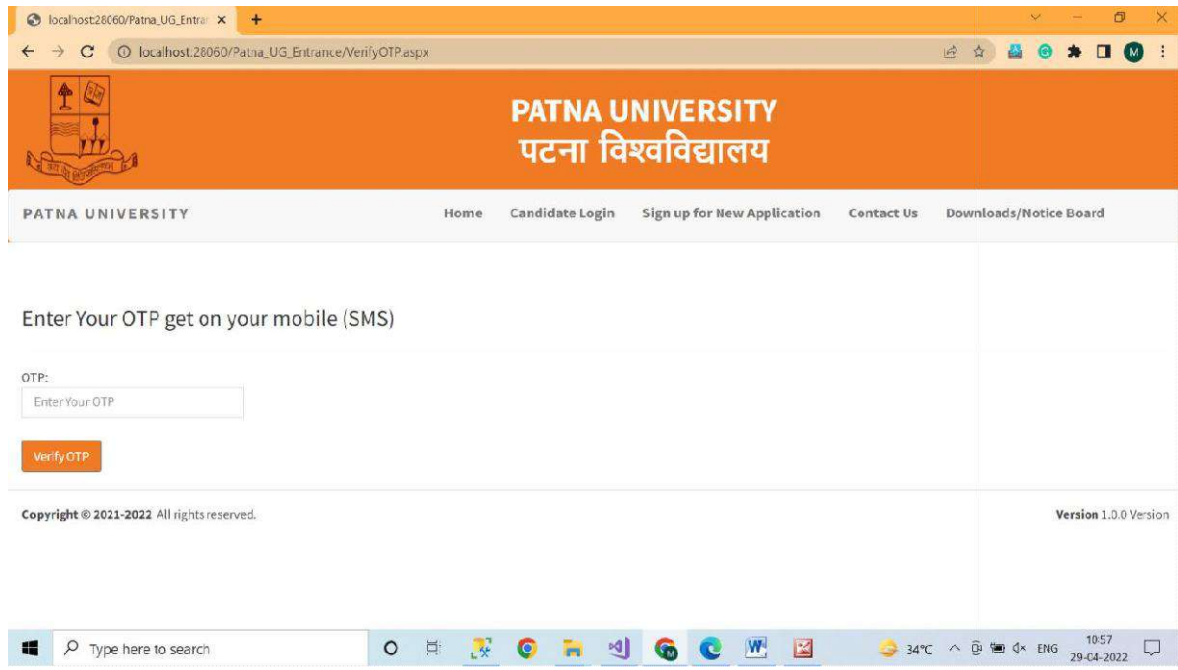 localhost:28060/Patna_UG_Entrar
localhost:28060/Patna_UG_Entrance/VerifyOTP.aspx
M
PATNA UNIVERSITY
पटना विश्वविद्यालय
PATNA UNIVERSITY Home Candidate Login Sign up for New Application Contact Us Downloads/Notice Board
Enter Your OTP get on your mobile (SMS)
OTP:
Enter Your OTP
Verify OTP
Copyright © 2021-2022 All rights reserved. Version 1.0.0 Version
Type here to search 34°C ENG 10:57
29-04-2022